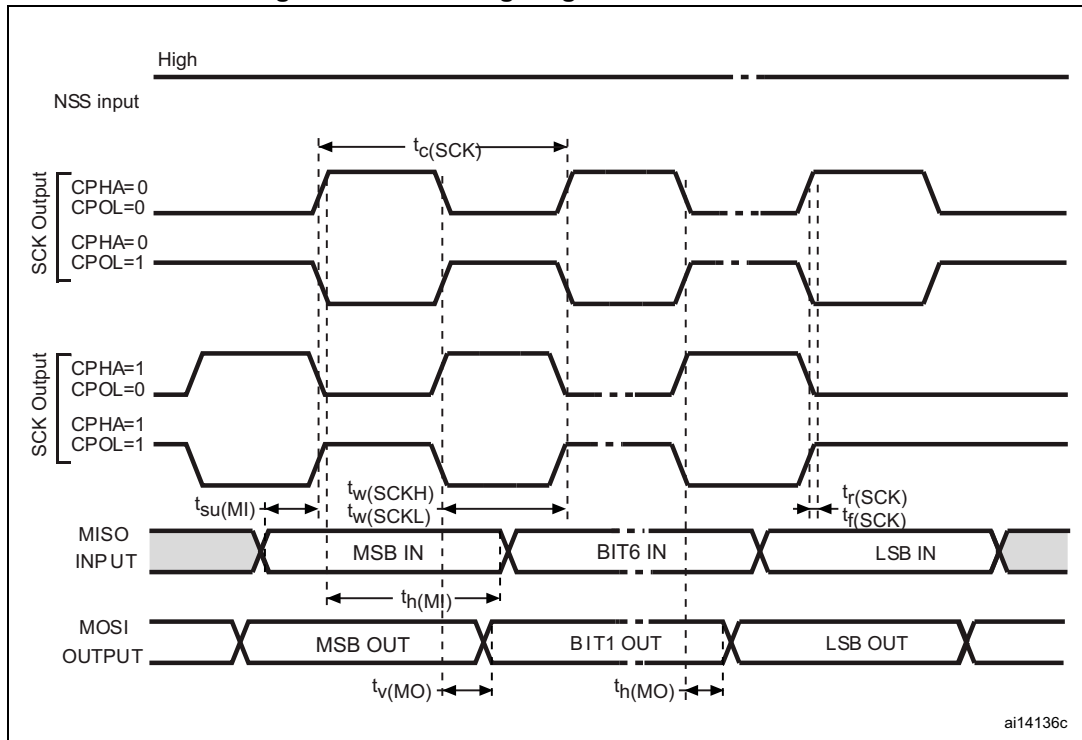 High
NSS input
tc(SCK)
SCK Output
CPHA=0
CPOL=0
CPHA=0
CPOL=1
SCK Output
CPHA=1
CPOL=0
CPHA=1
CPOL=1
tsu(MI)
tw(SCKH)
tw(SCKL)
tr(SCK)
tf(SCK)
MISO
INPUT
MSB IN
BIT6 IN
LSB IN
th(MI)
MOSI
OUTPUT
MSB OUT
BIT1 OUT
LSB OUT
tv(MO)
th(MO)
ai14136c